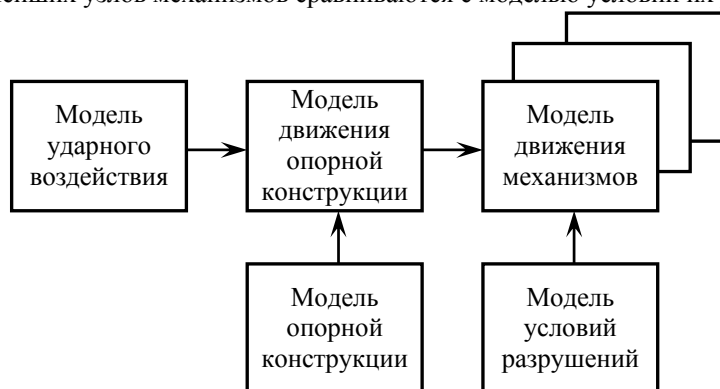 узлов механизмов сравниваются с моделью условий их
Модель
ударного
воздействия
Модель
движения
опорной
конструкции
Модель
движения
механизмов
Модель
опорной
конструкции
Модель
условий
разрушений